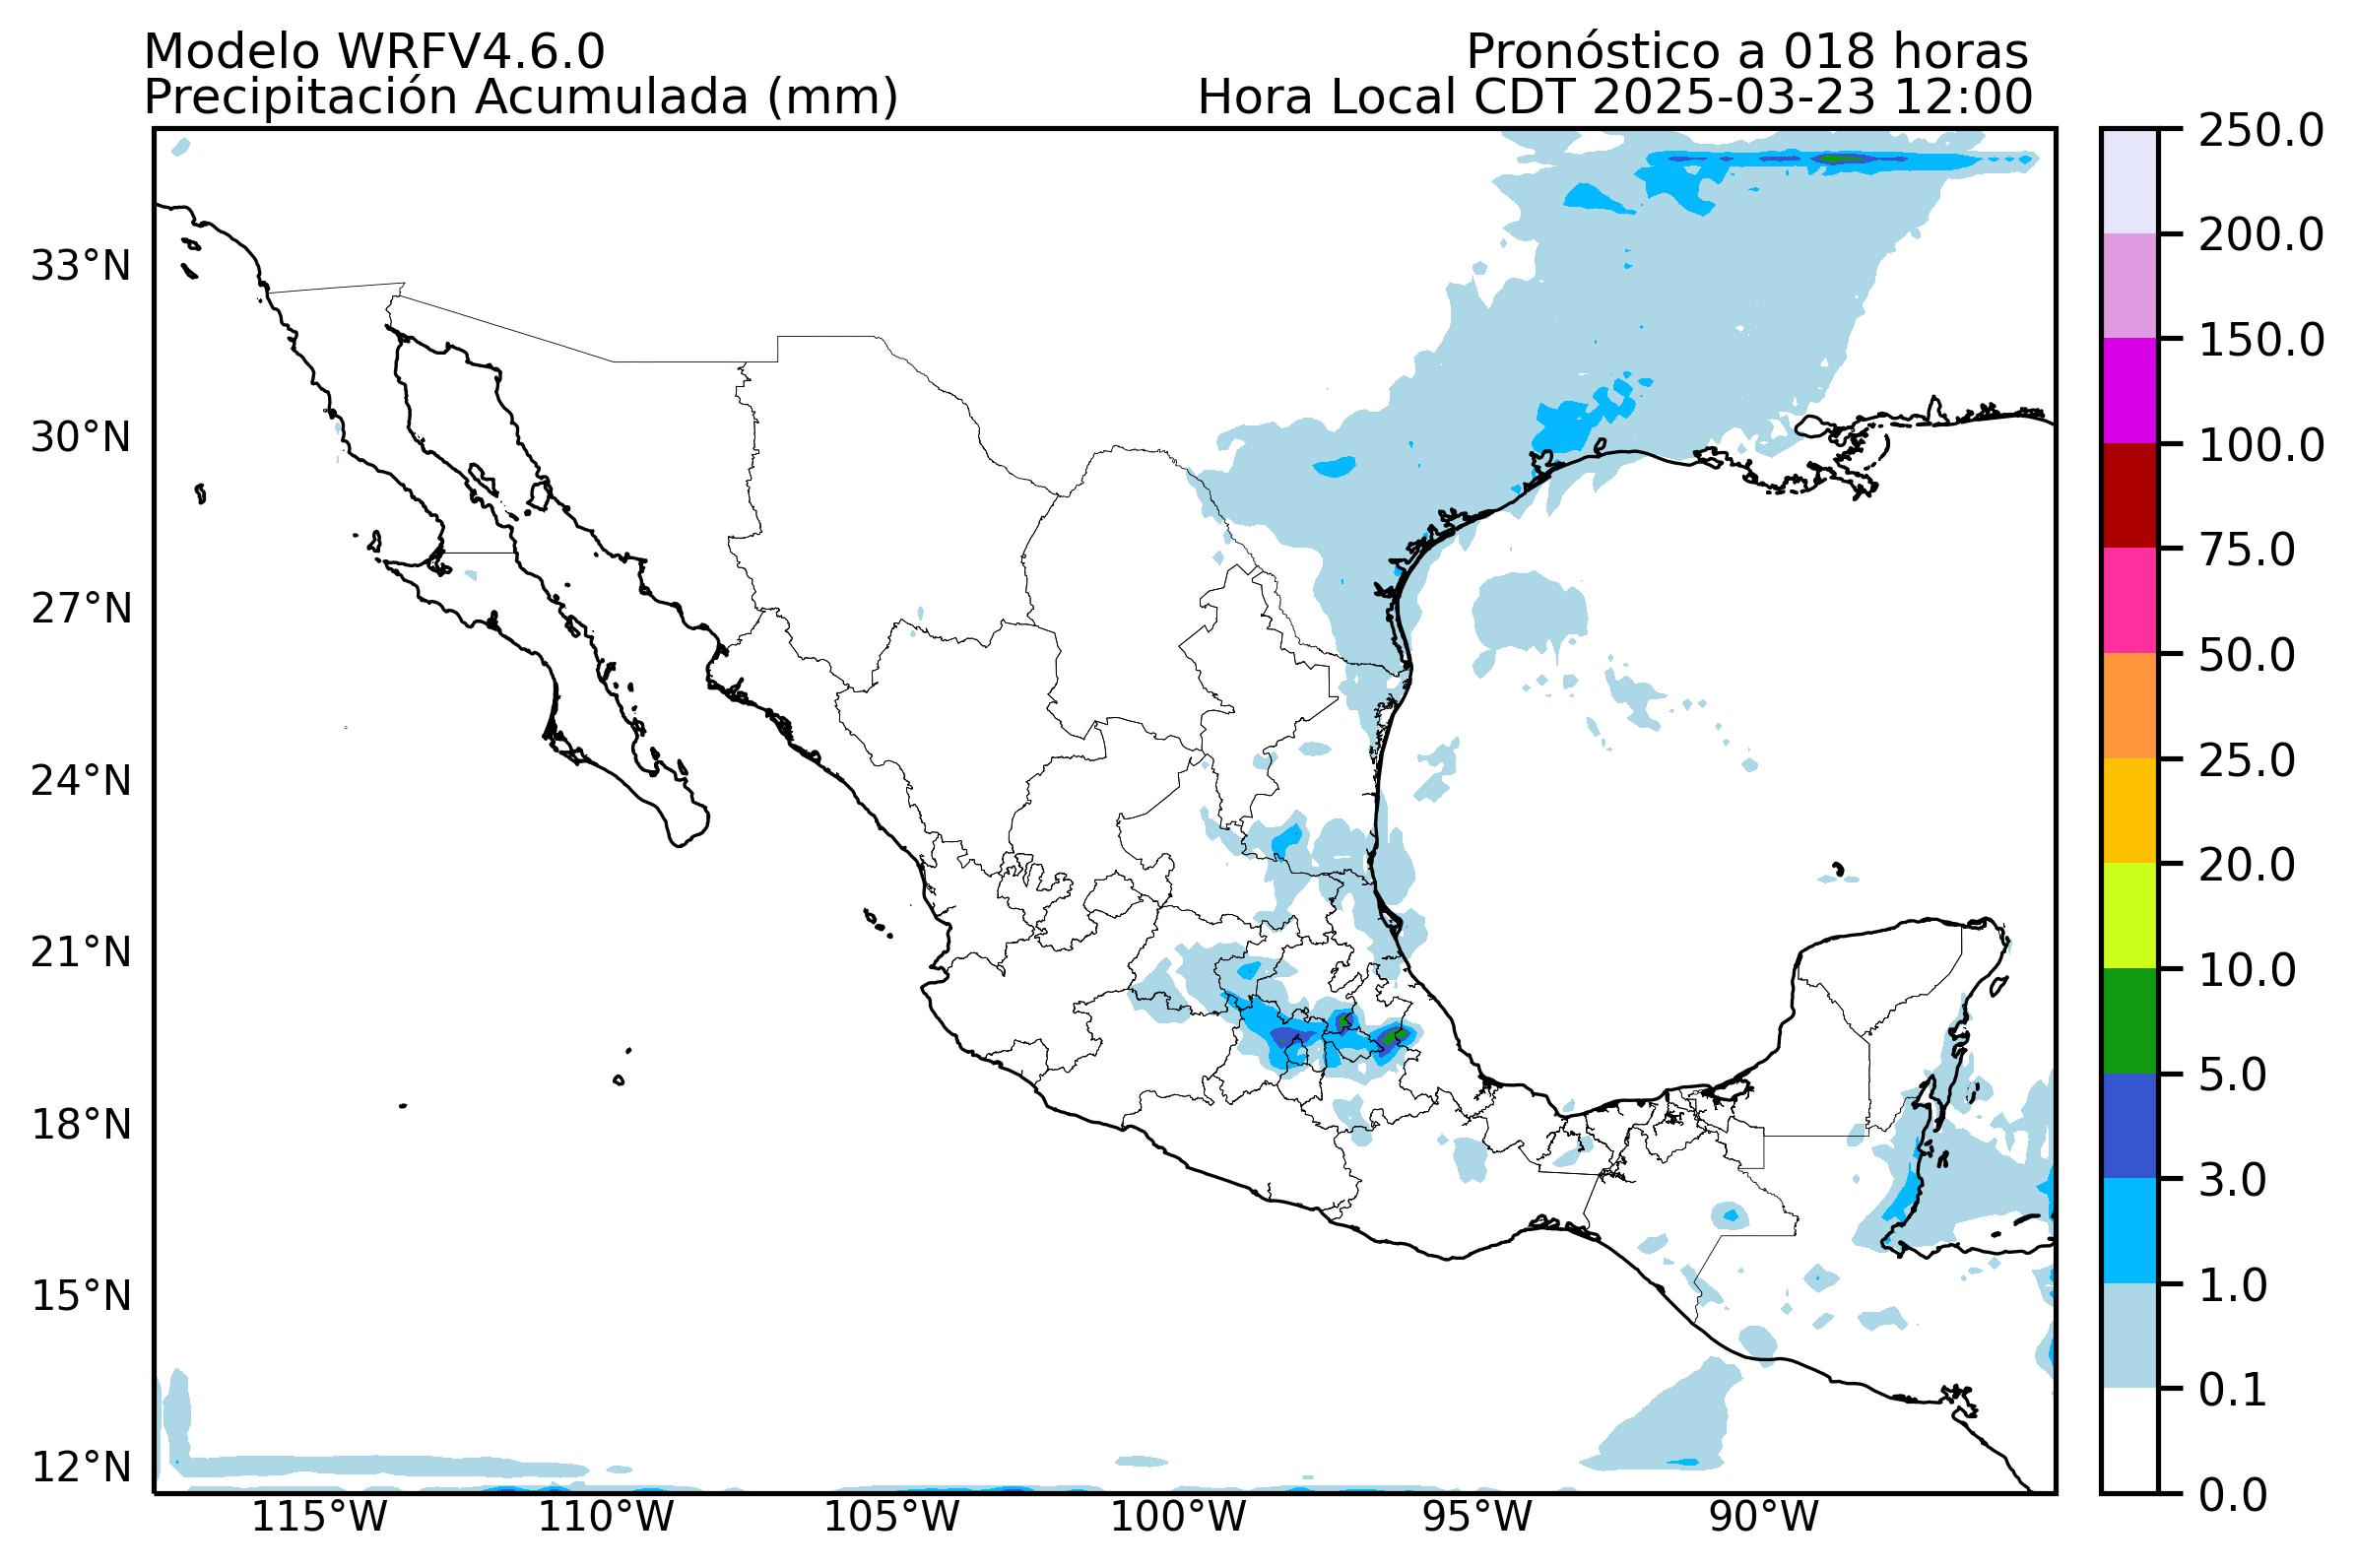 Modelo WRFV4.6.0
Pronóstico a 018 horas
Precipitación Acumulada (mm)
Hora Local CDT 2025-03-23 12:00
33°N
30°N
27°N
24°N
21°N
18°N
15°N
12°N
115°W
110°W
105°W
100°W
95°W
90°W
250.0
200.0
150.0
100.0
75.0
50.0
25.0
20.0
10.0
5.0
3.0
1.0
0.1
0.0